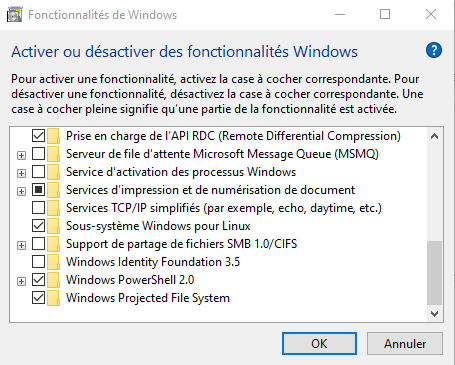 Fonctionnalités de Windows
Activer ou désactiver des fonctionnalités Windows
Pour activer une fonctionnalité, activez la case à cocher correspondante. Pour
désactiver une fonctionnalité, désactivez la case à cocher correspondante. Une
case à cocher pleine signifie qu'une partie de la fonctionnalité est activée.
Prise en charge de l'API RDC (Remote Differential Compression)
Serveur de file d'attente Microsoft Message Queue (MSMQ)
Service d'activation des processus Windows
Services d'impression et de numérisation de document
Services TCP/IP simplifiés (par exemple, echo, daytime, etc.)
Sous-système Windows pour Linux
Support de partage de fichiers SMB 1.0/CIFS
Windows Identity Foundation 3.5
Windows PowerShell 2.0
Windows Projected File System
OK
Annuler